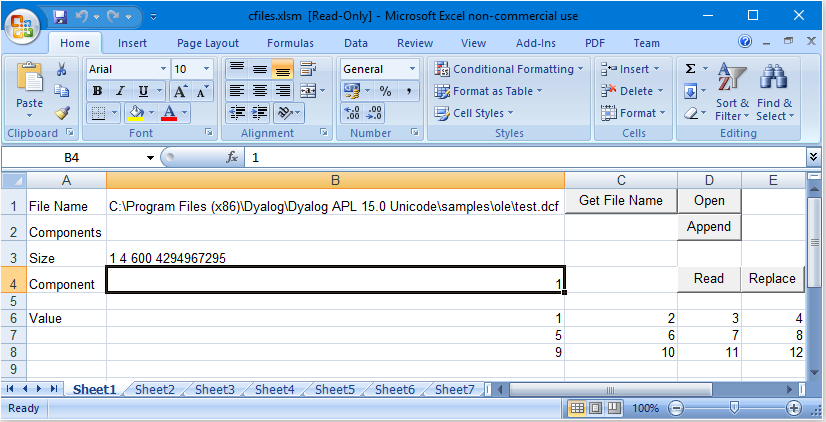 cfiles.xlsm [Read-Only] - Microsoft Excel non-commercial use
Home Insert Page Layout Formulas Data Review View Add-Ins PDF Team
Paste
Clipboard
Arial 10
B I U A A
A
Font
Alignment
General
% ,
.00 .0
.0 .00
Number
Conditional Formatting
Format as Table
Cell Styles
Styles
Insert
Delete
Format
Cells
Σ
Sort & Filter
Find & Select
Editing
B4 fx 1
A B C D E
1 File Name C:\Program Files (x86)\Dyalog\Dyalog APL 15.0 Unicode\samples\ole\test.dcf Get File Name Open
2 Components Append
3 Size 1 4 600 4294967295
4 Component 1 Read Replace
5
6 Value 1 2 3 4
7 5 6 7 8
8 9 10 11 12
9
Sheet1 Sheet2 Sheet3 Sheet4 Sheet5 Sheet6 Sheet7
Ready 100%